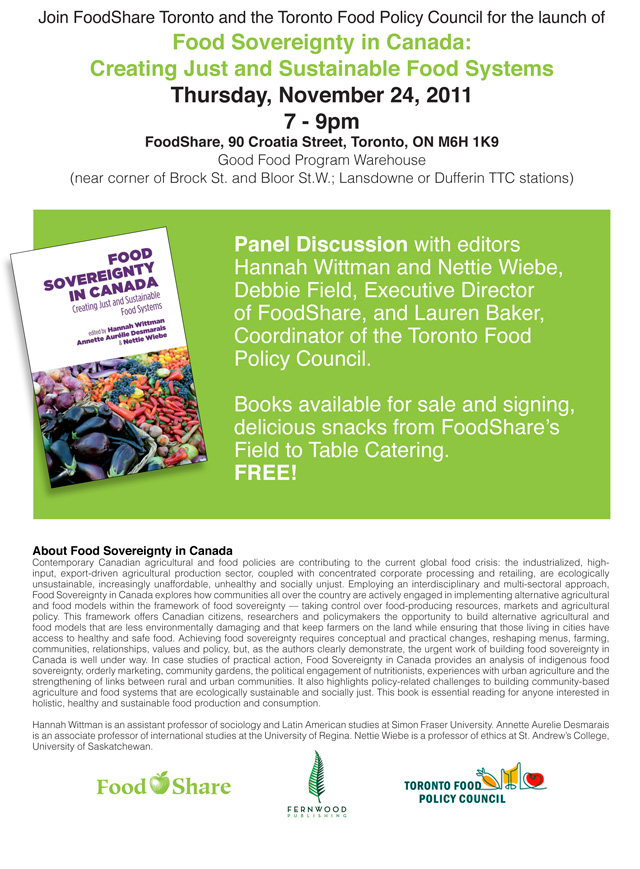 Join FoodShare Toronto and the Toronto Food Policy Council for the launch of
Food Sovereignty in Canada:
Creating Just and Sustainable Food Systems
Thursday, November 24, 2011
7 - 9pm
FoodShare, 90 Croatia Street, Toronto, ON M6H 1K9
Good Food Program Warehouse
(near corner of Brock St. and Bloor St.W.; Lansdowne or Dufferin TTC stations)
FOOD
SOVEREIGNTY
IN CANADA
Creating Just and Sustainable
Food Systems
edited by Hannah Wittman
Annette Aurélie Desmarais
& Nettie Wiebe
Panel Discussion with editors
Hannah Wittman and Nettie Wiebe,
Debbie Field, Executive Director
of FoodShare, and Lauren Baker,
Coordinator of the Toronto Food
Policy Council.
Books available for sale and signing,
delicious snacks from FoodShare's
Field to Table Catering.
FREE!
About Food Sovereignty in Canada
Contemporary Canadian agricultural and food policies are contributing to the current global food crisis: the industrialized, high-
input, export-driven agricultural production sector, coupled with concentrated corporate processing and retailing, are ecologically
unsustainable, increasingly unaffordable, unhealthy and socially unjust. Employing an interdisciplinary and multi-sectoral approach,
Food Sovereignty in Canada explores how communities all over the country are actively engaged in implementing alternative agricultural
and food models within the framework of food sovereignty — taking control over food-producing resources, markets and agricultural
policy. This framework offers Canadian citizens, researchers and policymakers the opportunity to build alternative agricultural and
food models that are less environmentally damaging and that keep farmers on the land while ensuring that those living in cities have
access to healthy and safe food. Achieving food sovereignty requires conceptual and practical changes, reshaping menus, farming,
communities, relationships, values and policy, but, as the authors clearly demonstrate, the urgent work of building food sovereignty in
Canada is well under way. In case studies of practical action, Food Sovereignty in Canada provides an analysis of indigenous food
sovereignty, orderly marketing, community gardens, the political engagement of nutritionists, experiences with urban agriculture and the
strengthening of links between rural and urban communities. It also highlights policy-related challenges to building community-based
agriculture and food systems that are ecologically sustainable and socially just. This book is essential reading for anyone interested in
holistic, healthy and sustainable food production and consumption.
Hannah Wittman is an assistant professor of sociology and Latin American studies at Simon Fraser University. Annette Aurelie Desmarais
is an associate professor of international studies at the University of Regina. Nettie Wiebe is a professor of ethics at St. Andrew's College,
University of Saskatchewan.
Food Share
FERNWOOD
PUBLISHING
TORONTO FOOD
POLICY COUNCIL